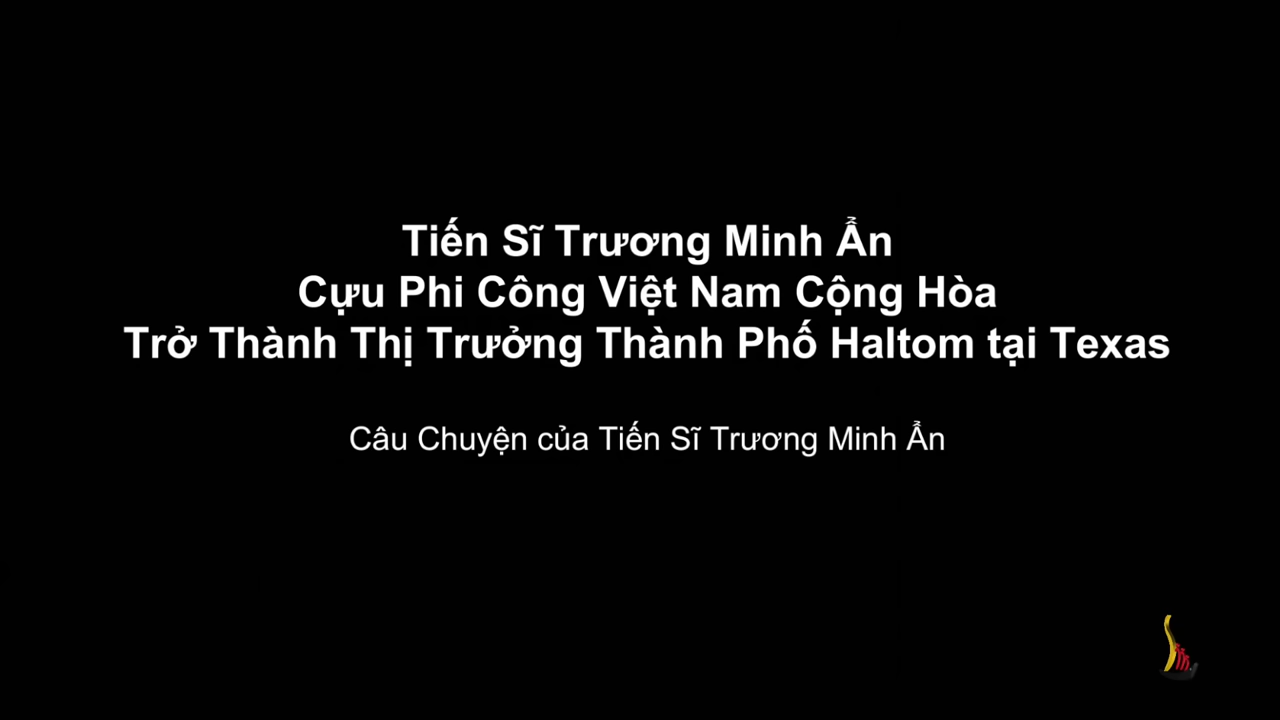 Tiến Sĩ Trương Minh Ẩn
Cựu Phi Công Việt Nam Cộng Hòa
Trở Thành Thị Trưởng Thành Phố Haltom tại Texas
Câu Chuyện của Tiến Sĩ Trương Minh Ẩn